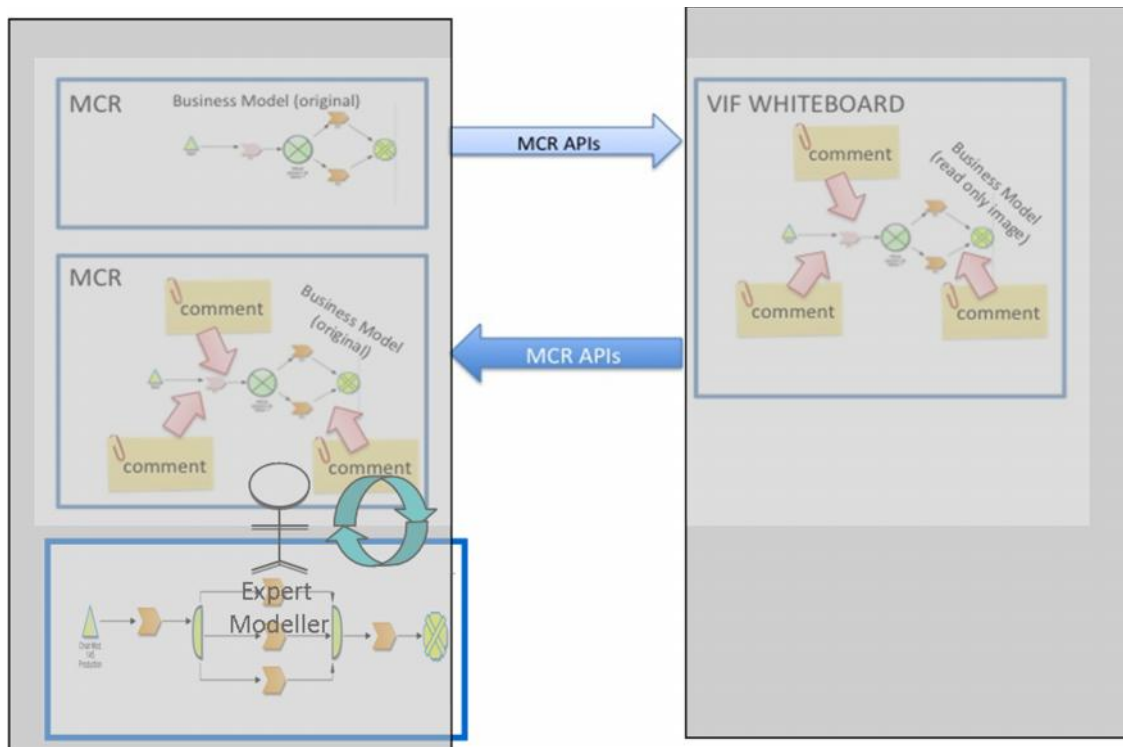 MCR
Business Model (original)
MCR APIs
VIF WHITEBOARD
comment
Business Model
(read only image)
comment
comment
MCR
comment
Business Model
(original)
MCR APIs
comment
comment
Expert
Modeller
Production